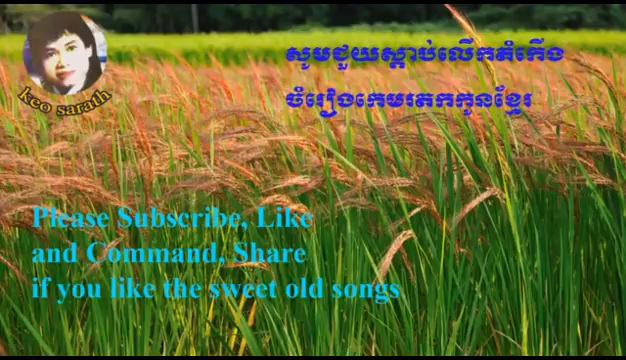 keo sarath
សូមជួយស្តាប់លើកតំកើង
ចំរៀងកេមរតកកូនខ្មែរ
Please Subscribe, Like
and Command, Share
if you like the sweet old songs